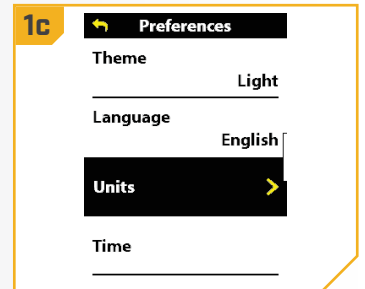 1c
Preferences
Theme
Light
Language
English
Units
Time